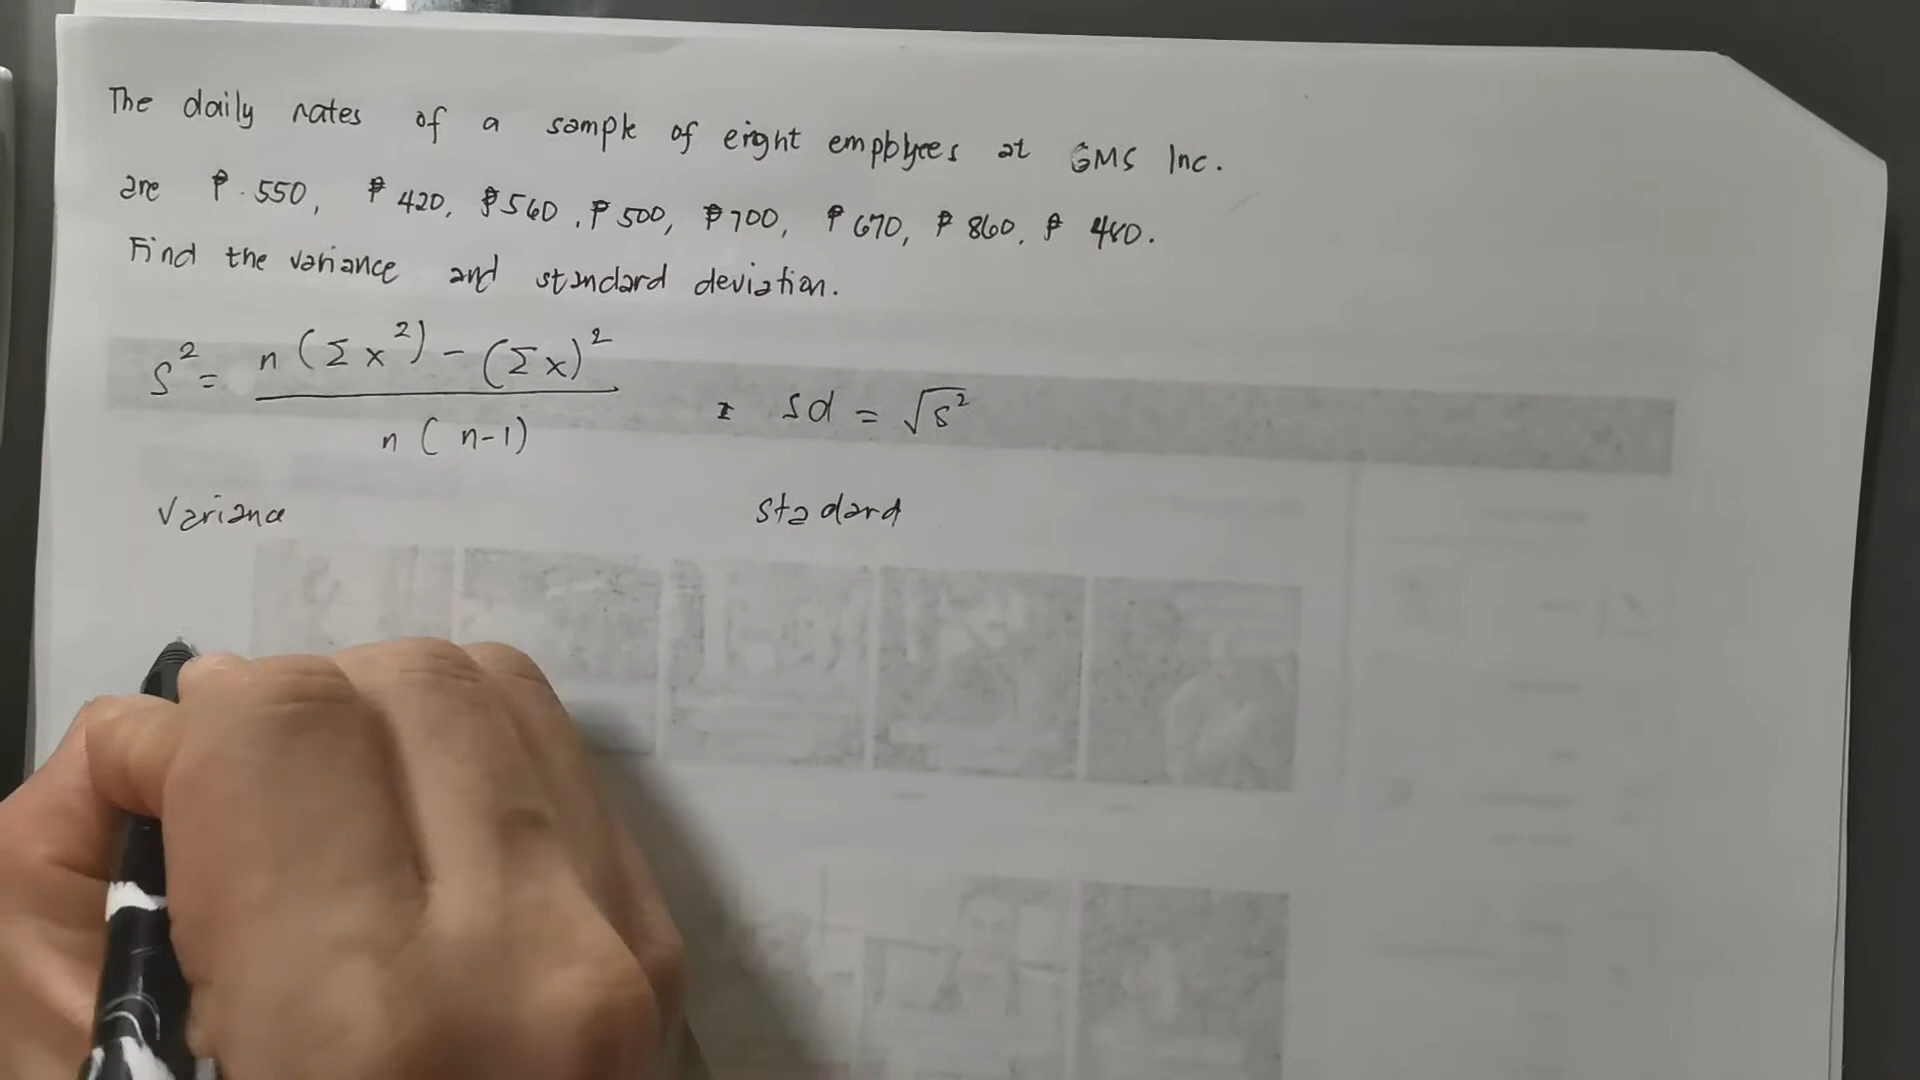 The daily rates of a sample of eight employees at GMS Inc.
are ₱ 550, ₱ 420, ₱560, ₱ 500, ₱700, ₱ 670, ₱ 860, ₱ 480.
Find the variance and standard deviation.
s² = n(Σx²) - (Σx)² / n(n-1) : sd = √s²
variance stadard